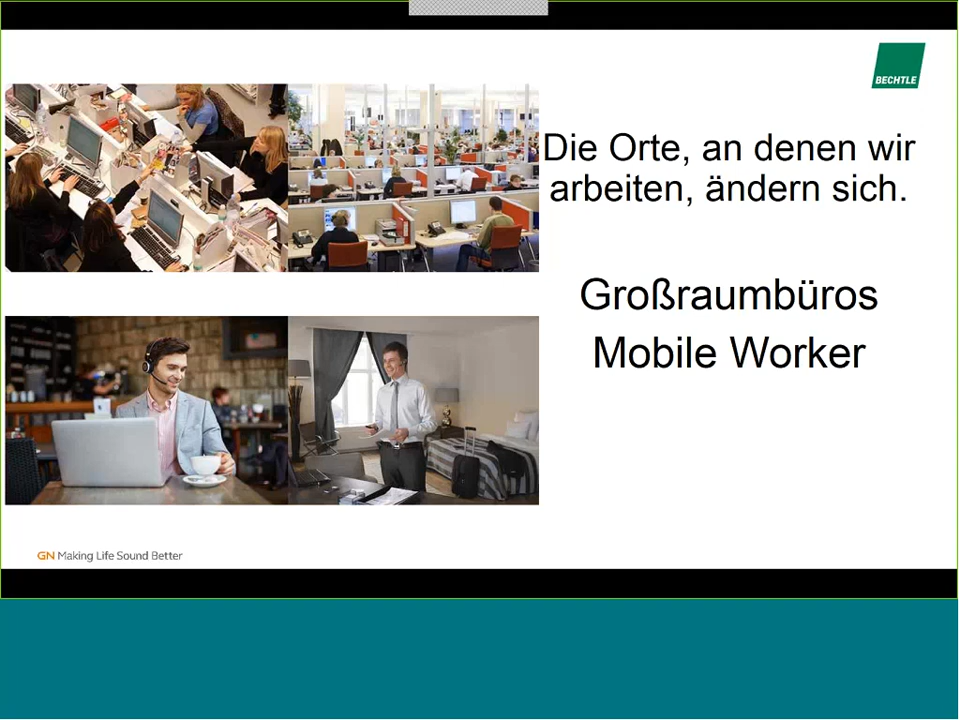 BECHTLE
Die Orte, an denen wir
arbeiten, ändern sich.
Großraumbüros
Mobile Worker
GN Making Life Sound Better